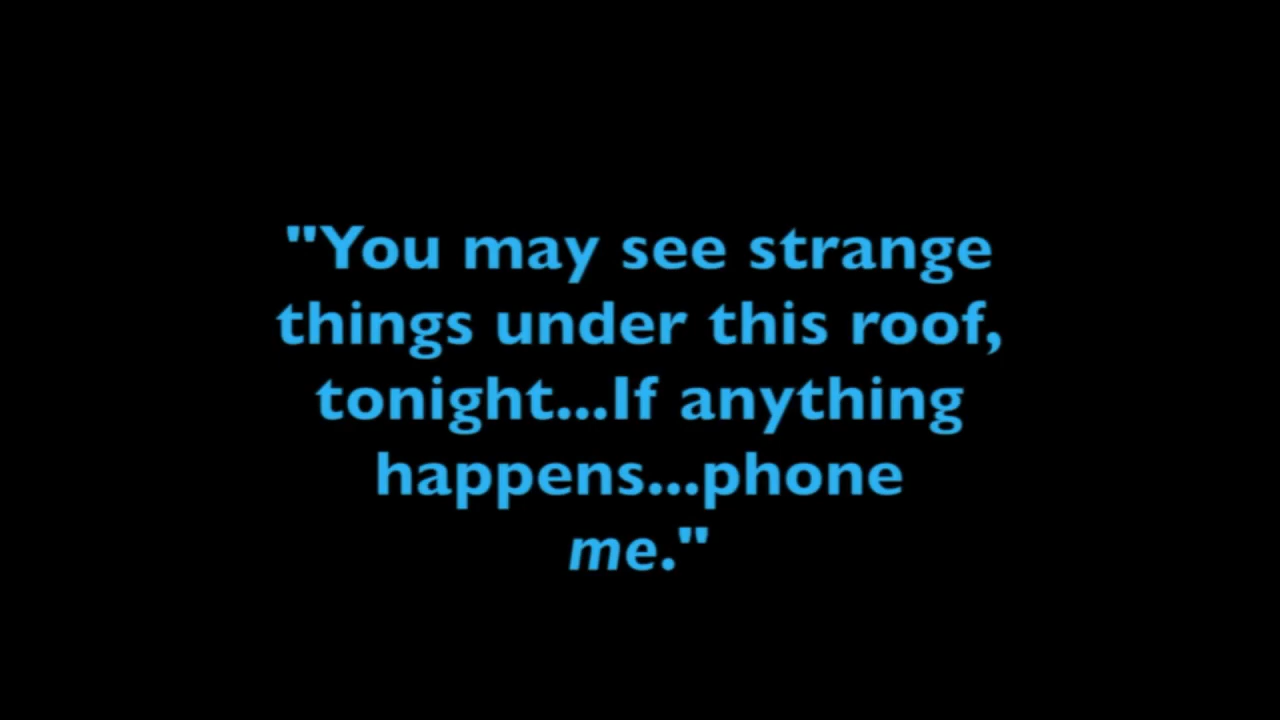 "You may see strange
things under this roof,
tonight...If anything
happens...phone
me."